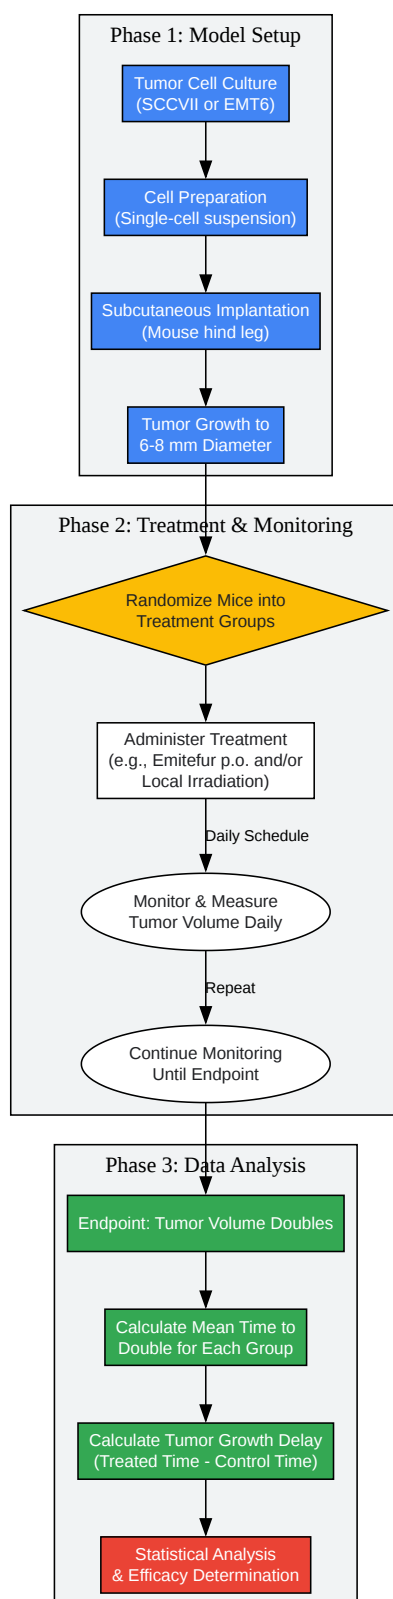 Phase 1: Model Setup
Tumor Cell Culture
(SCCVII or EMT6)
Cell Preparation
(Single-cell suspension)
Subcutaneous Implantation
(Mouse hind leg)
Tumor Growth to
6-8 mm Diameter
Phase 2: Treatment & Monitoring
Randomize Mice into
Treatment Groups
Administer Treatment
(e.g., Emitefur p.o. and/or
Local Irradiation)
Daily Schedule
Monitor & Measure
Tumor Volume Daily
Repeat
Continue Monitoring
Until Endpoint
Phase 3: Data Analysis
Endpoint: Tumor Volume Doubles
Calculate Mean Time to
Double for Each Group
Calculate Tumor Growth Delay
(Treated Time - Control Time)
Statistical Analysis
& Efficacy Determination